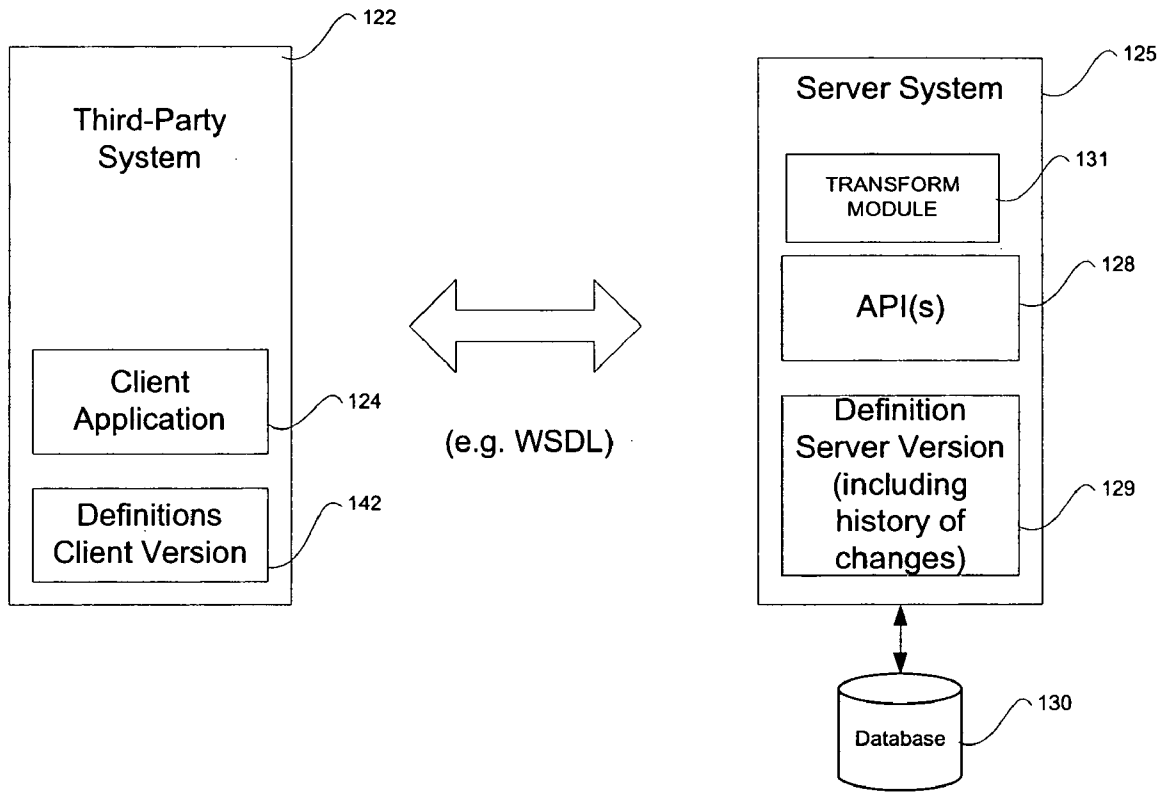 122
Third-Party
System
Client
Application
124
Definitions
Client Version
142
(e.g. WSDL)
125
Server System
TRANSFORM
MODULE
131
API(s)
128
Definition
Server Version
(including
history of
changes)
129
Database
130